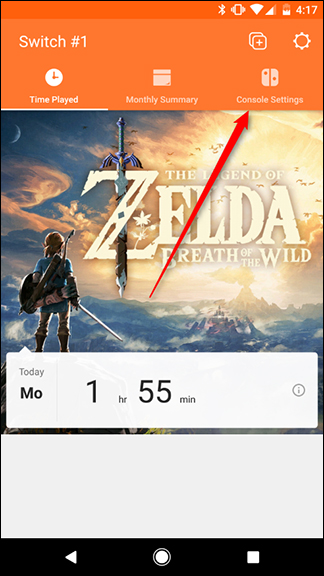 4:17
Switch #1
Time Played
Monthly Summary
Console Settings
THE LEGEND OF
ZELDA
BREATH OF THE WILD
Today
Mo
1 hr 55 min